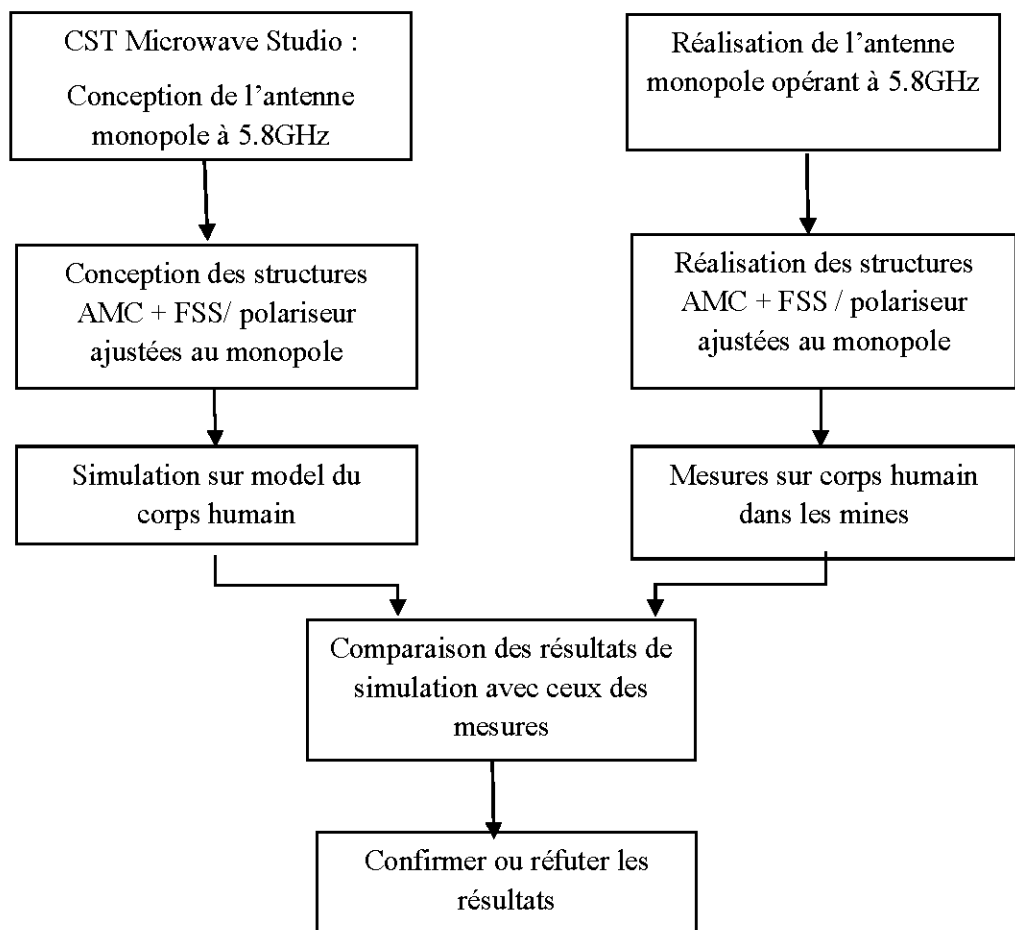 CST Microwave Studio :
Conception de l’antenne
monopole à 5.8GHz
Réalisation de l’antenne
monopole opérant à 5.8GHz
Conception des structures
AMC + FSS/ polariseur
ajustées au monopole
Réalisation des structures
AMC + FSS / polariseur
ajustées au monopole
Simulation sur model du
corps humain
Mesures sur corps humain
dans les mines
Comparaison des résultats de
simulation avec ceux des
mesures
Confirmer ou réfuter les
résultats